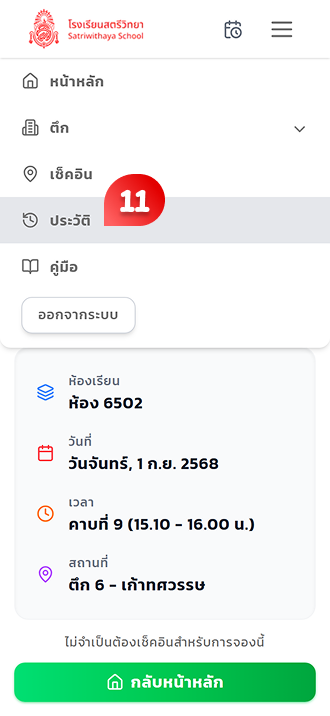 โรงเรียนสตรีวิทยา
Satriwithaya School
หน้าหลัก
ตึก
เช็คอิน
11
ประวัติ
คู่มือ
ออกจากระบบ
ห้องเรียน
ห้อง 6502
วันที่
วันจันทร์, 1 ก.ย. 2568
เวลา
คาบที่ 9 (15.10 - 16.00 น.)
สถานที่
ตึก 6 - เก้าทศวรรษ
ไม่จำเป็นต้องเช็คอินสำหรับการจองนี้
กลับหน้าหลัก